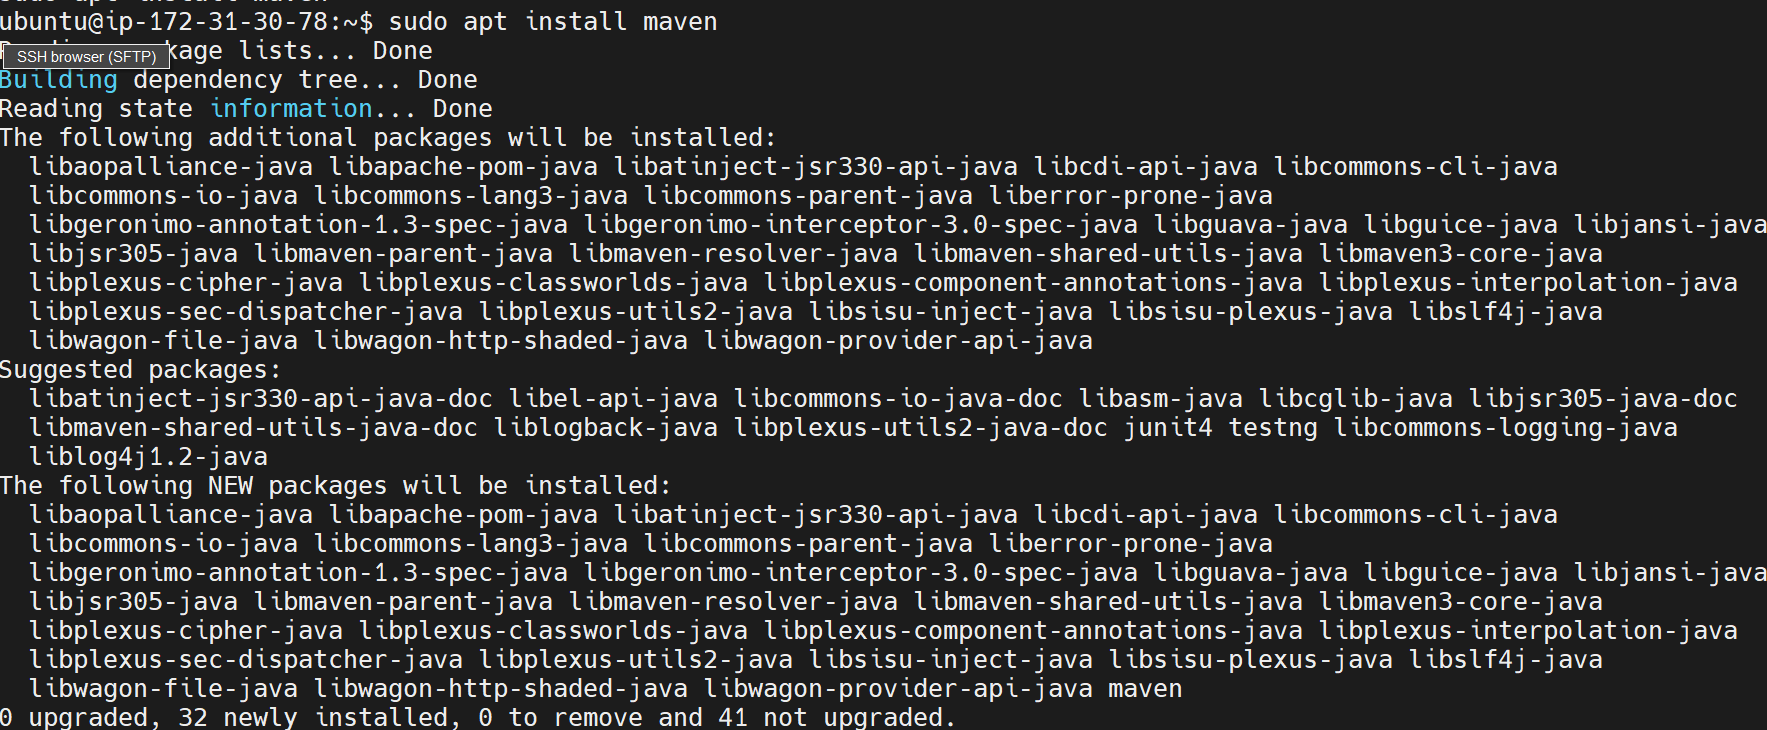 ubuntu@ip-172-31-30-78:~$ sudo apt install maven
kage lists... Done
SSH browser (SFTP)
Building dependency tree... Done
Reading state information... Done
The following additional packages will be installed:
  libaopalliance-java libapache-pom-java libatinject-jsr330-api-java libcdi-api-java libcommons-cli-java
  libcommons-io-java libcommons-lang3-java libcommons-parent-java liberror-prone-java
  libgeronimo-annotation-1.3-spec-java libgeronimo-interceptor-3.0-spec-java libguava-java libguice-java libjansi-java
  libjsr305-java libmaven-parent-java libmaven-resolver-java libmaven-shared-utils-java libmaven3-core-java
  libplexus-cipher-java libplexus-classworlds-java libplexus-component-annotations-java libplexus-interpolation-java
  libplexus-sec-dispatcher-java libplexus-utils2-java libsisu-inject-java libsisu-plexus-java libslf4j-java
  libwagon-file-java libwagon-http-shaded-java libwagon-provider-api-java
Suggested packages:
  libatinject-jsr330-api-java-doc libel-api-java libcommons-io-java-doc libasm-java libcglib-java libjsr305-java-doc
  libmaven-shared-utils-java-doc liblogback-java libplexus-utils2-java-doc junit4 testng libcommons-logging-java
  liblog4j1.2-java
The following NEW packages will be installed:
  libaopalliance-java libapache-pom-java libatinject-jsr330-api-java libcdi-api-java libcommons-cli-java
  libcommons-io-java libcommons-lang3-java libcommons-parent-java liberror-prone-java
  libgeronimo-annotation-1.3-spec-java libgeronimo-interceptor-3.0-spec-java libguava-java libguice-java libjansi-java
  libjsr305-java libmaven-parent-java libmaven-resolver-java libmaven-shared-utils-java libmaven3-core-java
  libplexus-cipher-java libplexus-classworlds-java libplexus-component-annotations-java libplexus-interpolation-java
  libplexus-sec-dispatcher-java libplexus-utils2-java libsisu-inject-java libsisu-plexus-java libslf4j-java
  libwagon-file-java libwagon-http-shaded-java libwagon-provider-api-java maven
0 upgraded, 32 newly installed, 0 to remove and 41 not upgraded.